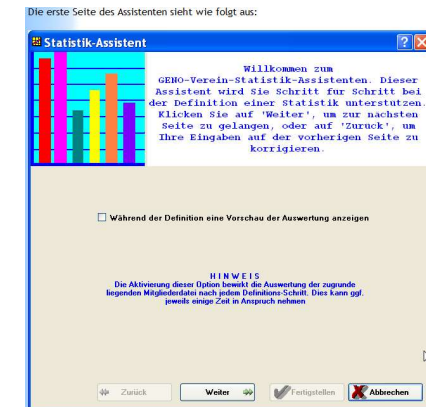 Die erste Seite des Assistenten sieht wie folgt aus:
Statistik-Assistent
Willkommen zum
GENO-Verein-Statistik-Assistenten. Dieser
Assistent wird Sie Schritt fur Schritt bei
der Definition einer Statistik unterstutzen.
Klicken Sie auf 'Weiter', um zur nächsten
Seite zu gelangen, oder auf 'Zurück', um
Ihre Eingaben auf der vorherigen Seite zu
korrigieren.
Während der Definition eine Vorschau der Auswertung anzeigen
H I N W E I S
Die Aktivierung dieser Option bewirkt die Auswertung der zugrunde
liegenden Mitgliederdatei nach jedem Definitions-Schritt. Dies kann ggf.
jeweils einige Zeit in Anspruch nehmen
Zurück Weiter Fertigstellen Abbrechen